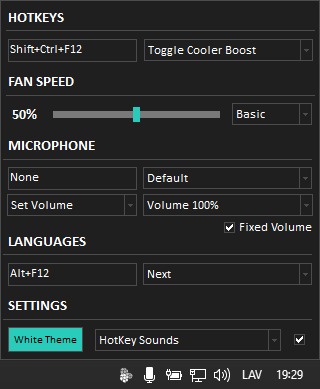 HOTKEYS
Shift+Ctrl+F12 Toggle Cooler Boost
FAN SPEED
50% Basic
MICROPHONE
None Default
Set Volume Volume 100%
Fixed Volume
LANGUAGES
Alt+F12 Next
SETTINGS
White Theme HotKey Sounds
LAV 19:29